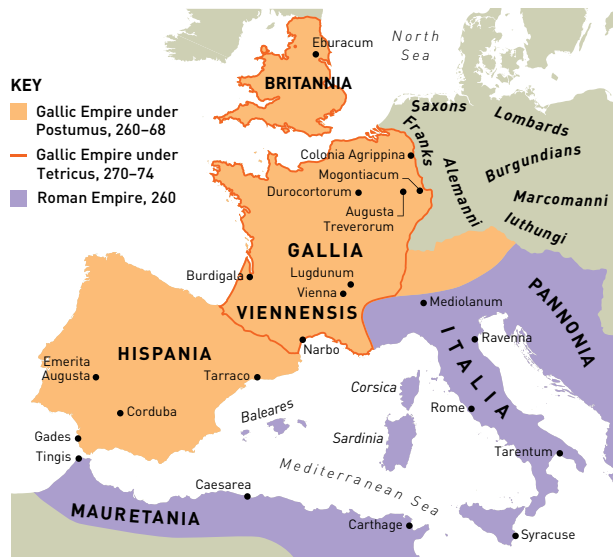 KEY
Gallic Empire under
Postumus, 260–68
Gallic Empire under
Tetricus, 270–74
Roman Empire, 260
North
Sea
Eburacum
BRITANNIA
Saxons
Lombards
Franks
Burgundians
Alemanni
Marcomanni
Iuthungi
Colonia Agrippina
Mogontiacum
Durocortorum
Augusta
Treverorum
GALLIA
Burdigala
Lugdunum
Vienna
VIENNENSIS
Mediolanum
PANNONIA
Narbo
Ravenna
ITALIA
HISPANIA
Emerita
Augusta
Tarraco
Corduba
Baleares
Corsica
Rome
Sardinia
Tarentum
Gades
Tingis
Mediterranean Sea
Caesarea
MAURETANIA
Carthage
Syracuse